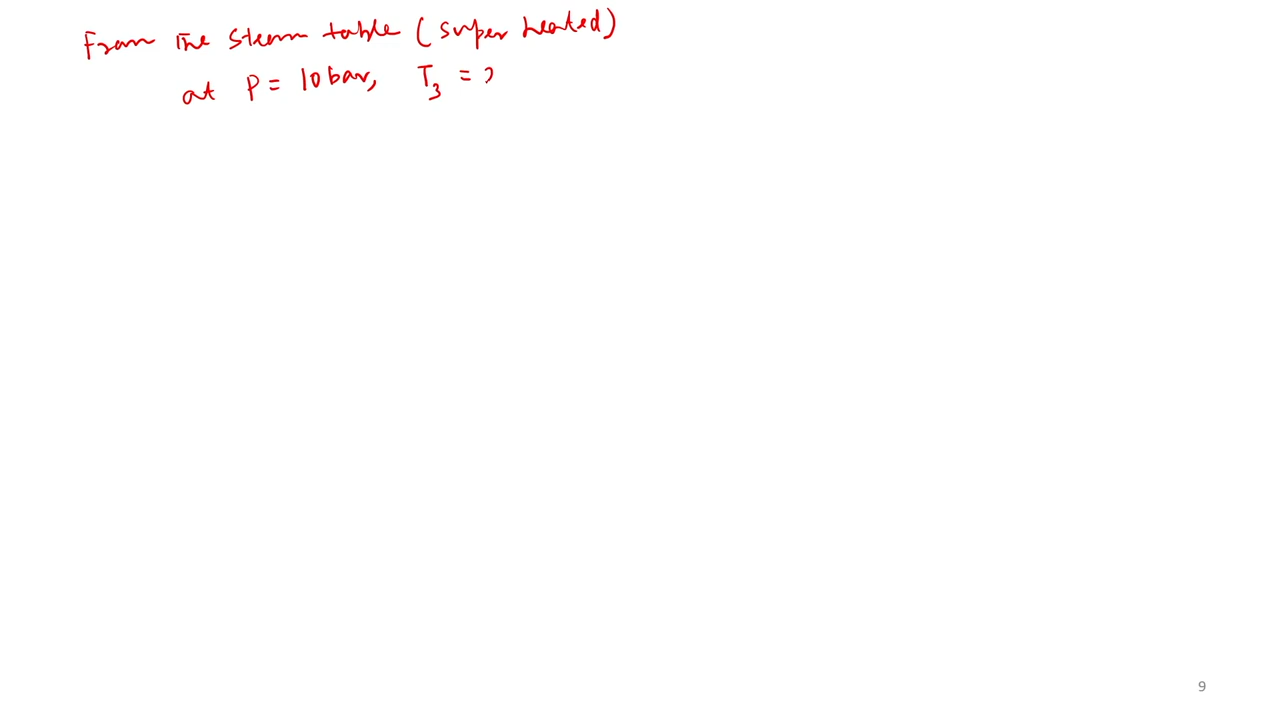 From the steam table (super heated)
at P = 10 bar, T3 =
9